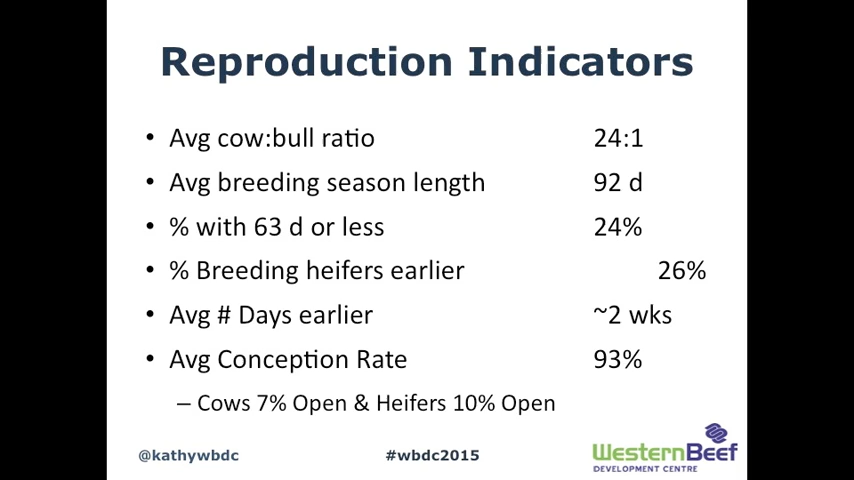 Reproduction Indicators
• Avg cow:bull ratio 24:1
• Avg breeding season length 92 d
• % with 63 d or less 24%
• % Breeding heifers earlier 26%
• Avg # Days earlier ~2 wks
• Avg Conception Rate 93%
– Cows 7% Open & Heifers 10% Open
@kathywbdc #wbdc2015
WesternBeef
DEVELOPMENT CENTRE